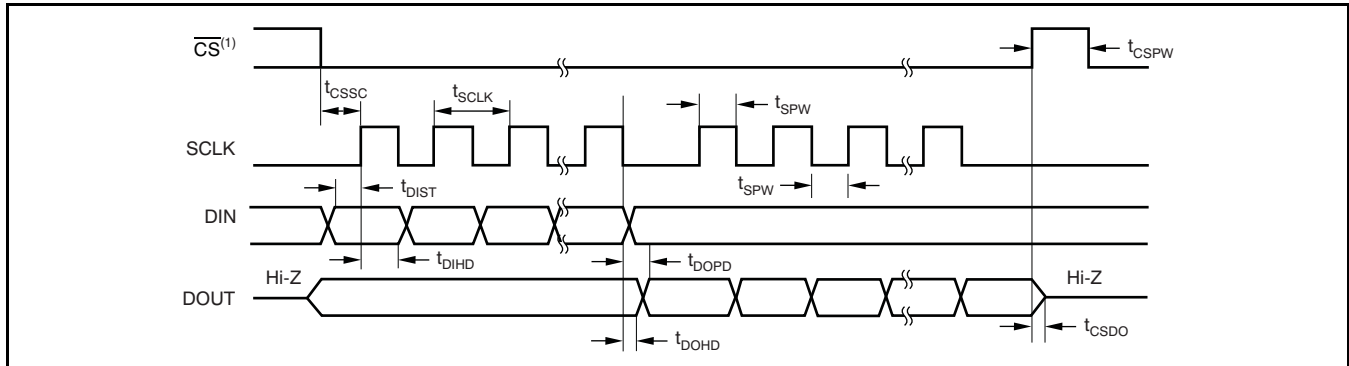 CS(1)
tCSPW
tCSSC
tSCLK
tSPW
SCLK
tDIST
tSPW
DIN
tDIHD
tDOPD
Hi-Z
Hi-Z
DOUT
tDOHD
tCSDO